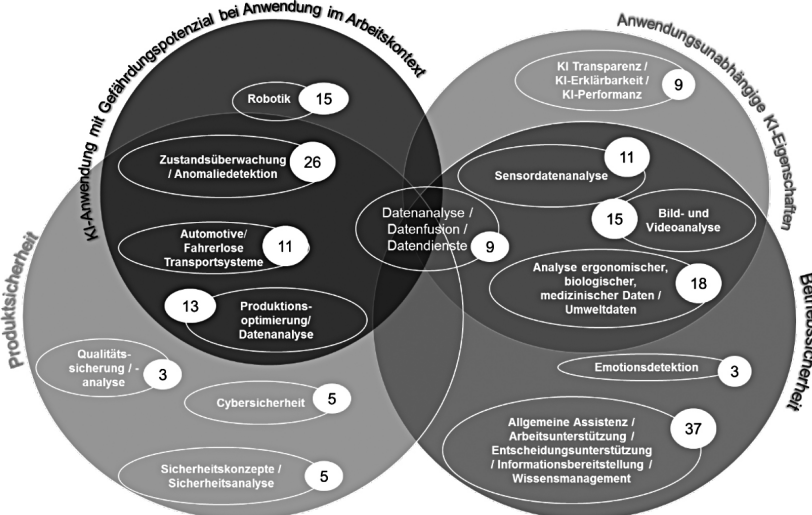 KI-Anwendung mit Gefährdungspotenzial bei Anwendung im Arbeitskontext
Anwendungsunabhängige KI-Eigenschaften
Produktsicherheit
Betriebssicherheit
Robotik
15
Zustandsüberwachung
/ Anomaliedetektion
26
Automotive/
Fahrerlose
Transportsysteme
11
13
Produktions-
optimierung/
Datenanalyse
Qualitäts-
sicherung / -
analyse
3
Cybersicherheit
5
Sicherheitskonzepte /
Sicherheitsanalyse
5
Datenanalyse /
Datenfusion /
Datendienste
9
KI Transparenz /
KI-Erklärbarkeit /
KI-Performanz
9
Sensordatenanalyse
11
15
Bild- und
Videoanalyse
Analyse ergonomischer,
biologischer,
medizinischer Daten /
Umweltdaten
18
Emotionsdetektion
3
Allgemeine Assistenz /
Arbeitsunterstützung /
Entscheidungsunterstützung
/ Informationsbereitstellung /
Wissensmanagement
37